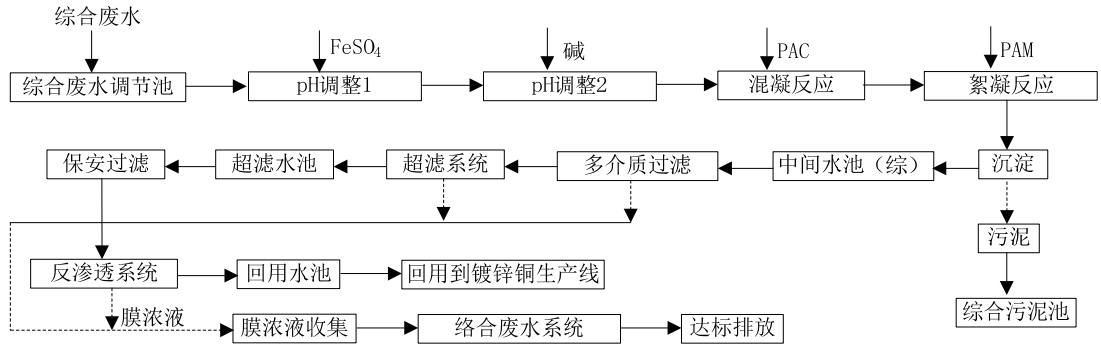 综合废水
FeSO₄
碱
PAC
PAM
综合废水调节池
pH调整1
pH调整2
混凝反应
絮凝反应
保安过滤
超滤水池
超滤系统
多介质过滤
中间水池（综）
沉淀
污泥
反渗透系统
回用水池
回用到镀锌铜生产线
综合污泥池
膜浓液
膜浓液收集
络合废水系统
达标排放